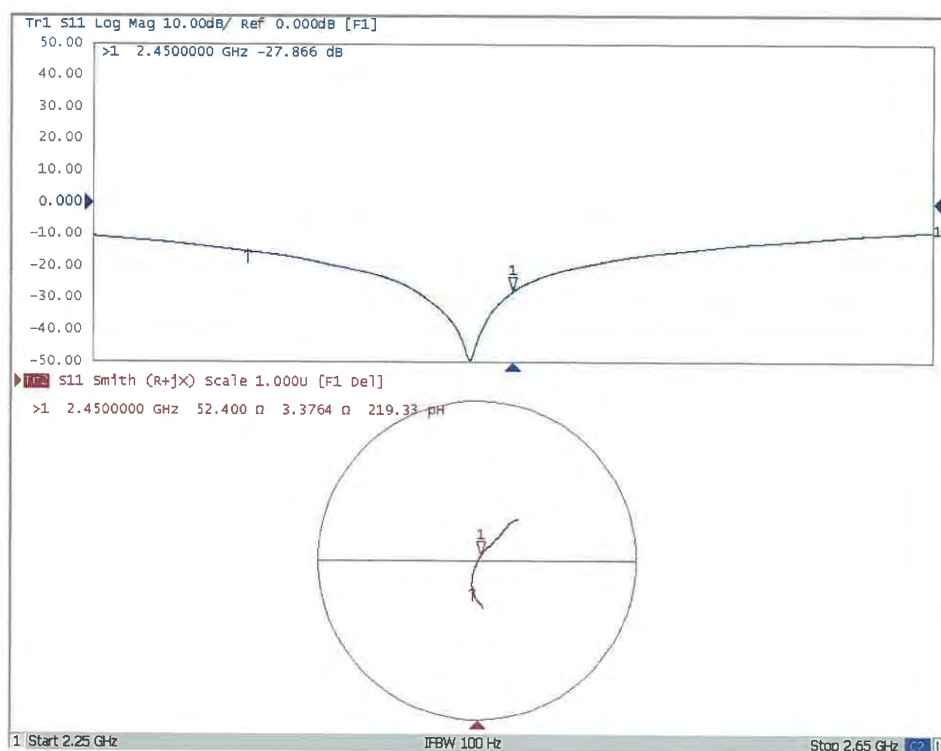 Tr1 S11 Log Mag 10.00dB/ Ref 0.000dB [F1]
50.00
>1 2.4500000 GHz -27.866 dB
40.00
30.00
20.00
10.00
0.000
-10.00
1
-20.00
1
-30.00
-40.00
-50.00
Tr2 S11 Smith (R+jX) Scale 1.000U [F1 Del]
>1 2.4500000 GHz 52.400 Ω 3.3764 Ω 219.33 pH
1
1 Start 2.25 GHz IFBW 100 Hz Stop 2.65 GHz C2